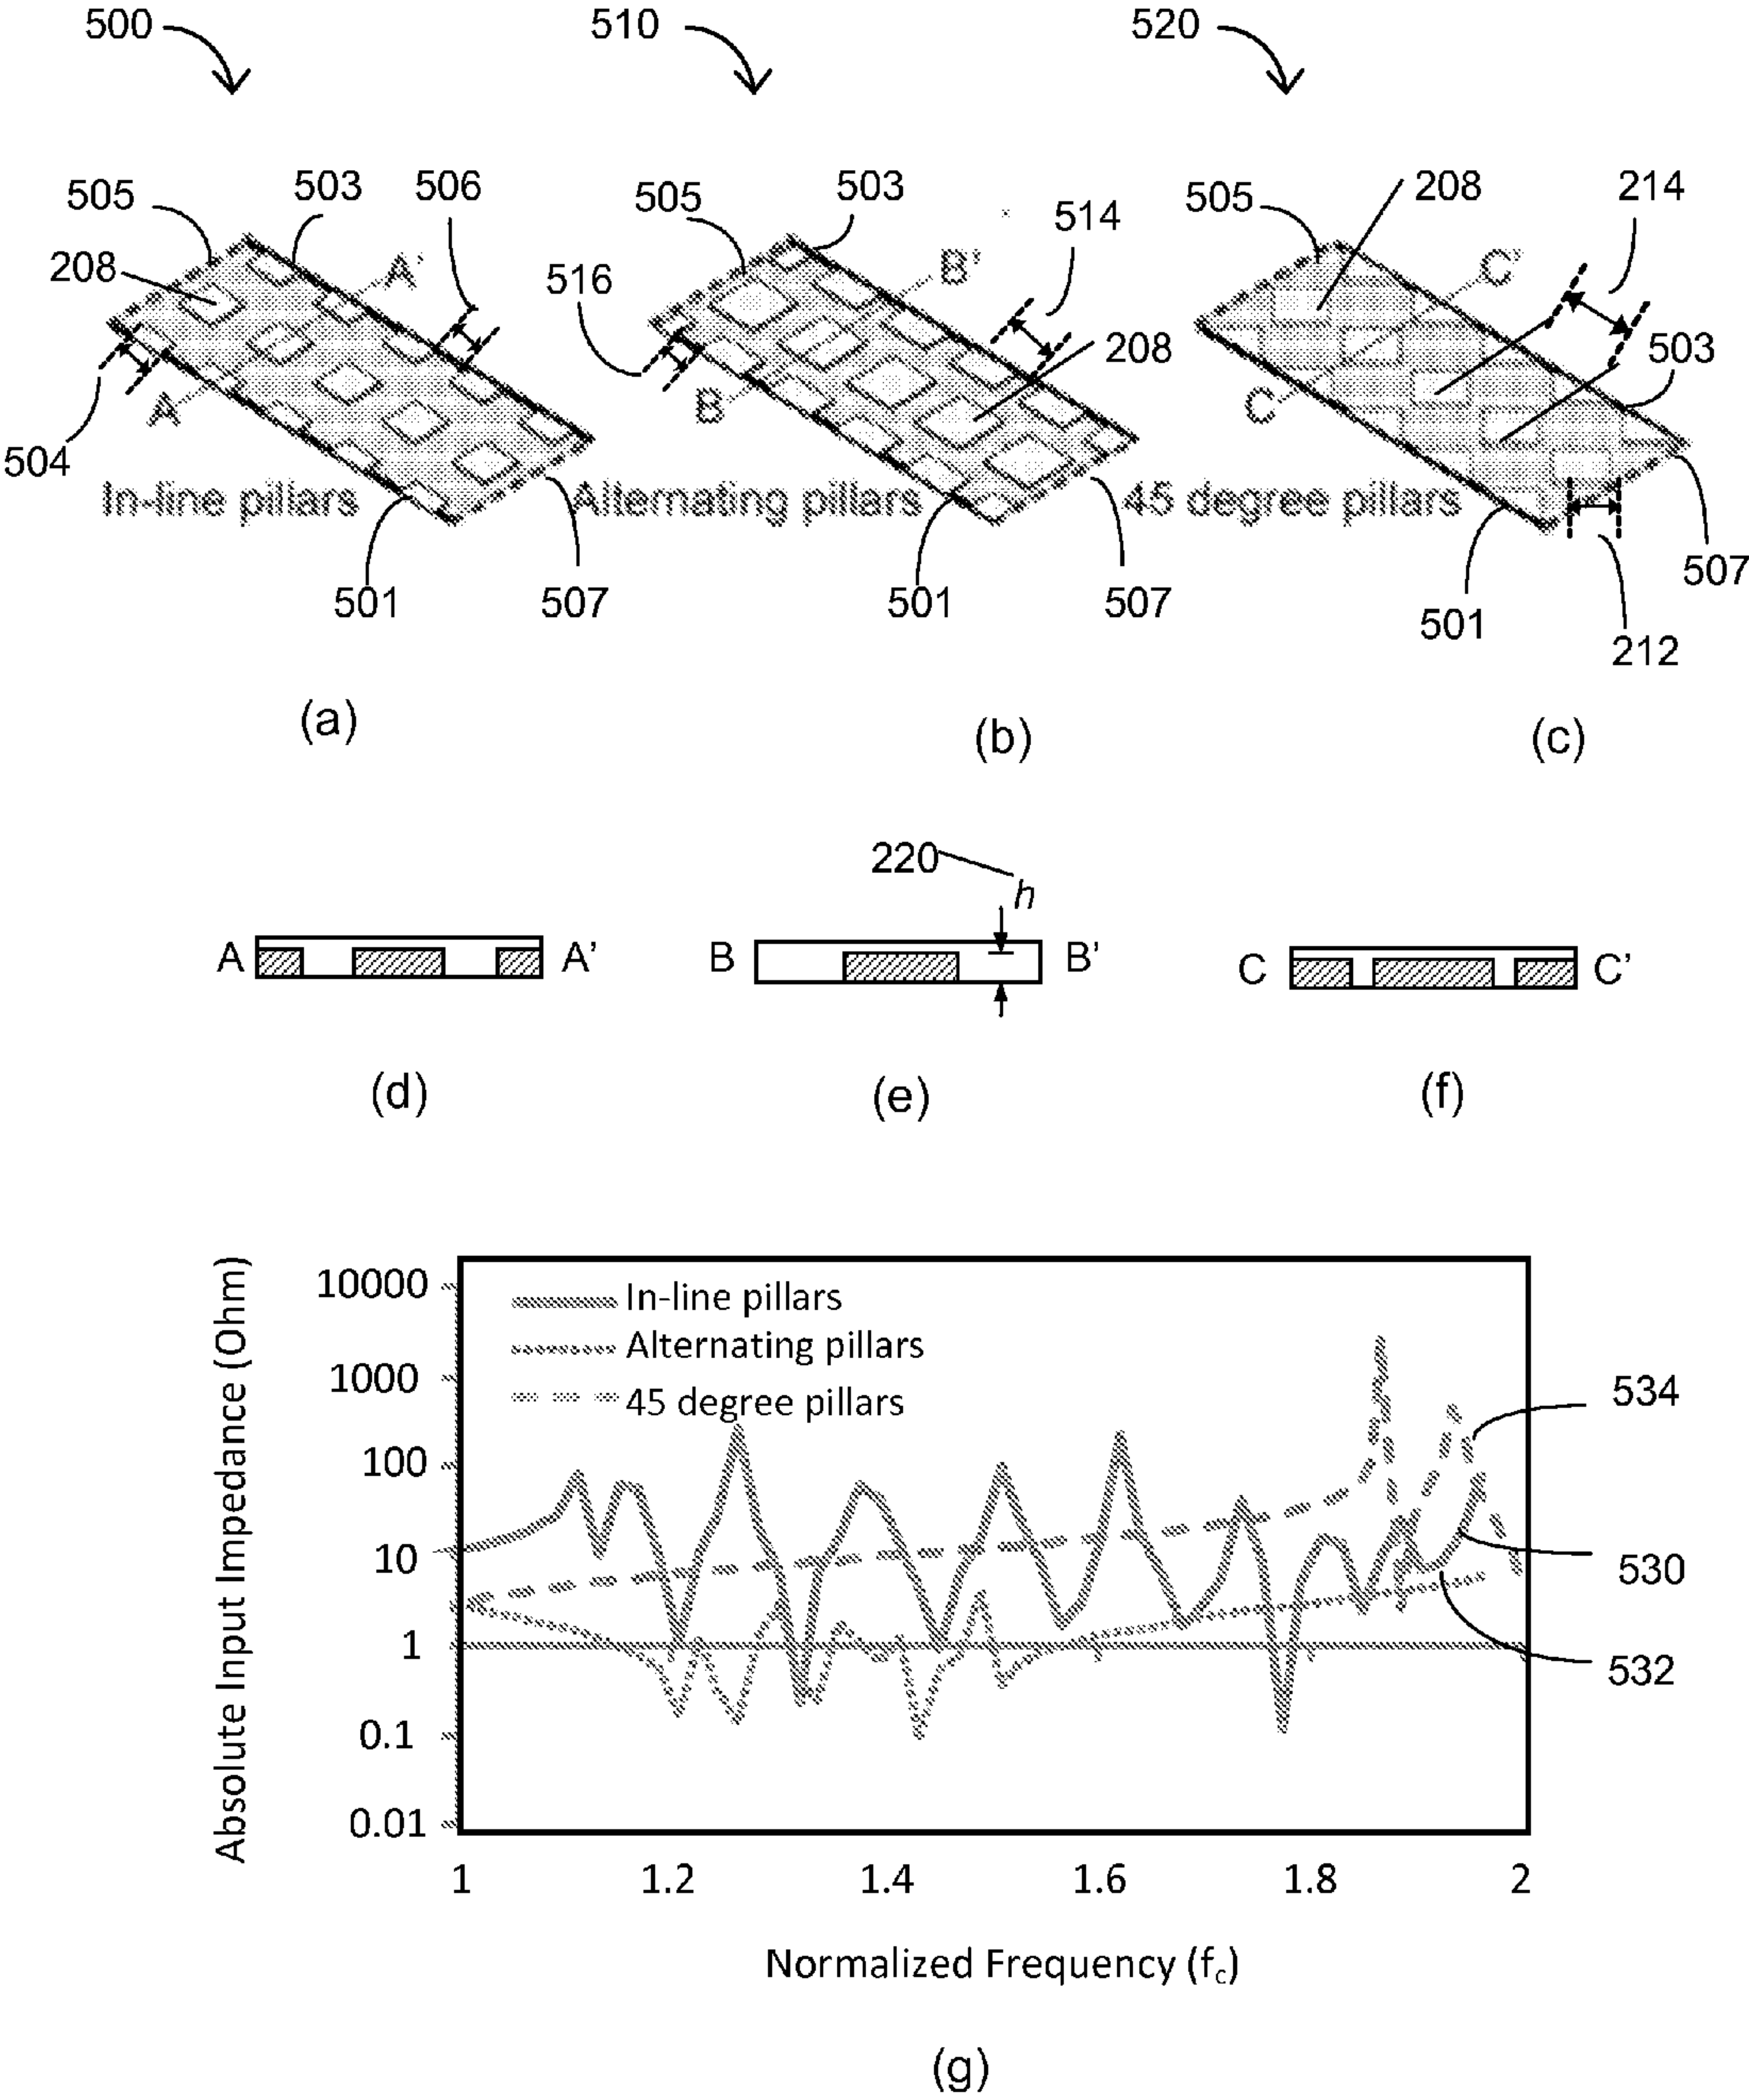 500
510
520
505
503
506
208
A'
504
A
In-line pillars
501
507
(a)
505
503
514
516
B'
208
B
Alternating pillars
501
507
(b)
505
208
214
C'
503
C
45 degree pillars
501
507
212
(c)
A
A'
(d)
220
h
B
B'
(e)
C
C'
(f)
Absolute Input Impedance (Ohm)
10000
1000
100
10
1
0.1
0.01
In-line pillars
Alternating pillars
45 degree pillars
534
530
532
1
1.2
1.4
1.6
1.8
2
Normalized Frequency (fc)
(g)